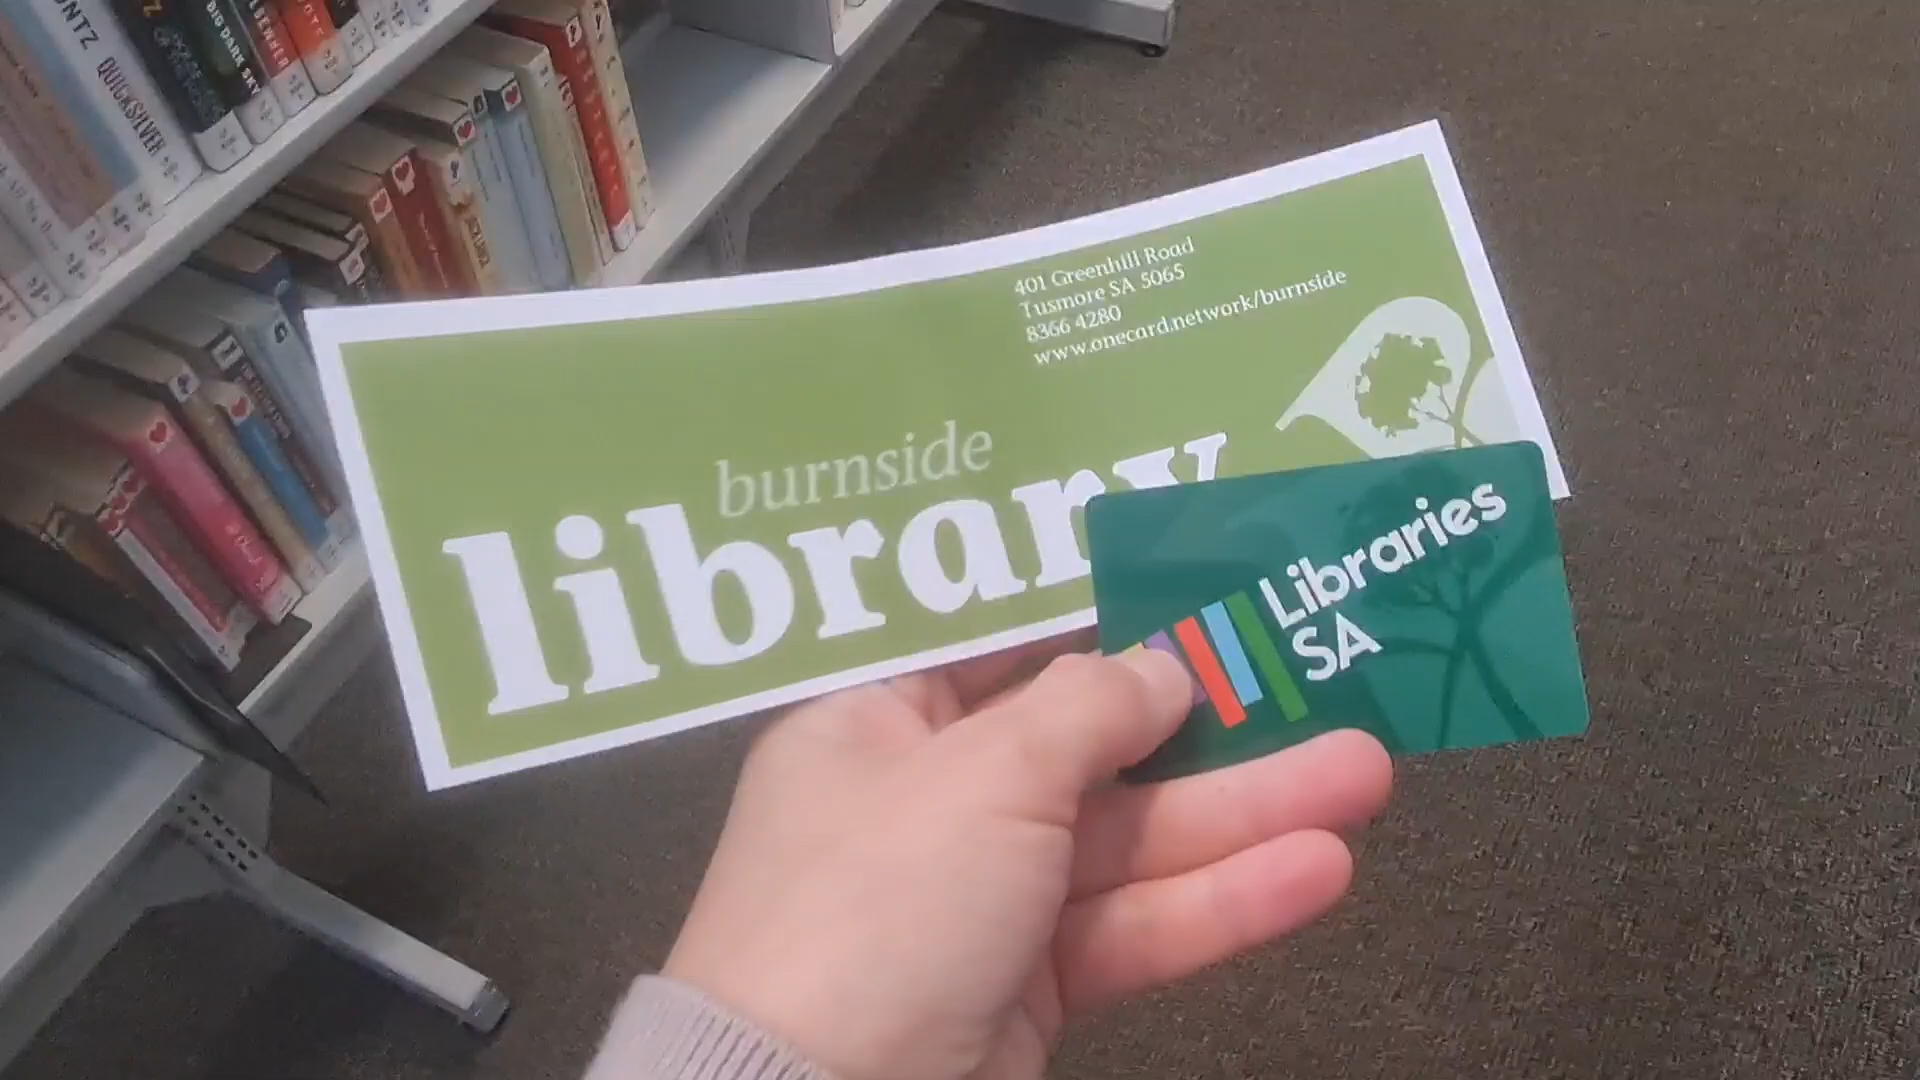 QUICKSILVER
BIG DARK SKY
401 Greenhill Road
Tusmore SA 5065
8366 4280
www.onecard.network/burnside
burnside
library
Libraries
SA